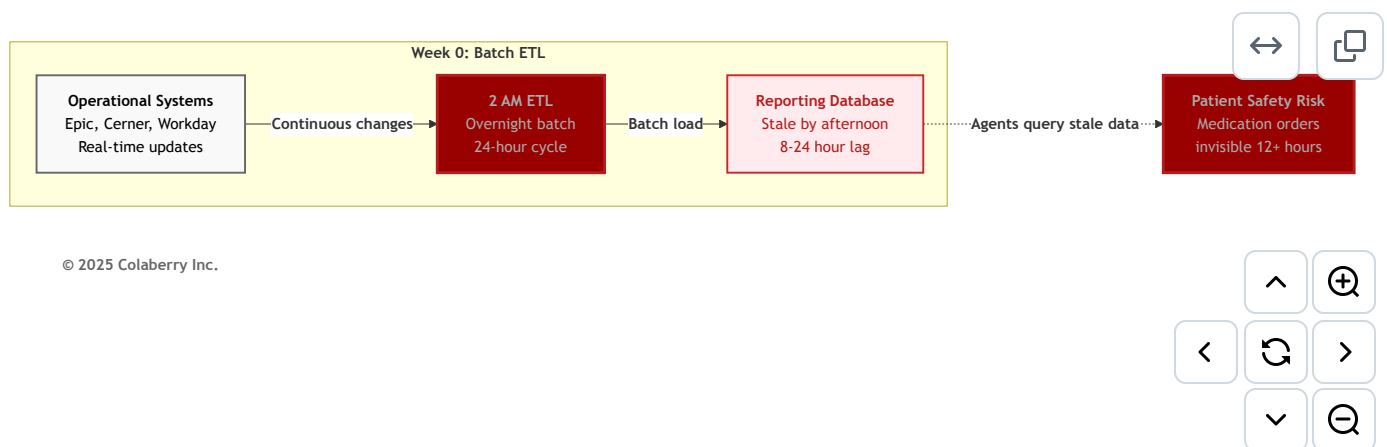 Week 0: Batch ETL
Operational Systems
Epic, Cerner, Workday
Real-time updates
Continuous changes
2 AM ETL
Overnight batch
24-hour cycle
Batch load
Reporting Database
Stale by afternoon
8-24 hour lag
Agents query stale data
Patient Safety Risk
Medication orders
invisible 12+ hours
© 2025 Colaberry Inc.